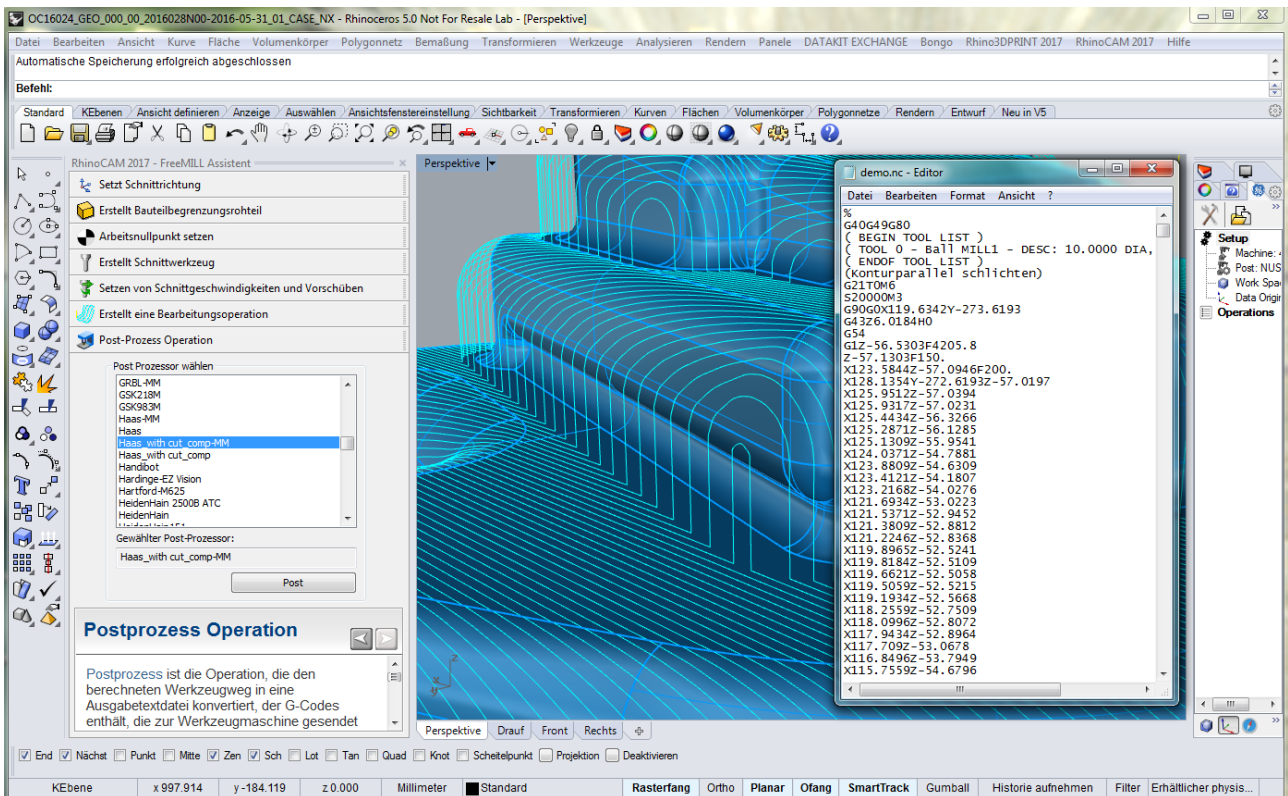 OC16024_GEO_000_00_2016028N00-2016-05-31_01_CASE_NX - Rhinoceros 5.0 Not For Resale Lab - [Perspektive]
Datei Bearbeiten Ansicht Kurve Fläche Volumenkörper Polygonnetz Bemaßung Transformieren Werkzeuge Analysieren Rendern Panele DATAKIT EXCHANGE Bongo Rhino3DPRINT 2017 RhinoCAM 2017 Hilfe
Automatische Speicherung erfolgreich abgeschlossen
Befehl:
Standard KEbenen Ansicht definieren Anzeige Auswählen Ansichtsfenstereinstellung Sichtbarkeit Transformieren Kurven Flächen Volumenkörper Polygonnetze Rendern Entwurf Neu in V5
RhinoCAM 2017 - FreeMILL Assistent
Setzt Schnittrichtung
Erstellt Bauteilbegrenzungsrohteil
Arbeitsnullpunkt setzen
Erstellt Schnittwerkzeug
Setzen von Schnittgeschwindigkeiten und Vorschüben
Erstellt eine Bearbeitungsoperation
Post-Prozess Operation
Post Prozessor wählen
GRBL-MM
GSK218M
GSK983M
Haas-MM
Haas
Haas_with cut_comp-MM
Haas_with cut_comp
Handibot
Hardinge-EZ Vision
Hartford-M625
HeidenHain 2500B ATC
HeidenHain
Gewählter Post-Prozessor:
Haas_with cut_comp-MM
Post
Postprozess Operation
Postprozess ist die Operation, die den
berechneten Werkzeugweg in eine
Ausgabetextdatei konvertiert, der G-Codes
enthält, die zur Werkzeugmaschine gesendet
Perspektive
z
x
y
demo.nc - Editor
Datei Bearbeiten Format Ansicht ?
%
G40G49G80
( BEGIN TOOL LIST )
( TOOL 0 - Ball MILL1 - DESC: 10.0000 DIA,
( ENDOF TOOL LIST )
(Konturparallel schlichten)
G21T0M6
S20000M3
G90G0X119.6342Y-273.6193
G43Z6.0184H0
G54
G1Z-56.5303F4205.8
Z-57.1303F150.
X123.5844Z-57.0946F200.
X128.1354Y-272.6193Z-57.0197
X125.9512Z-57.0394
X125.9317Z-57.0231
X125.4434Z-56.3266
X125.2871Z-56.1285
X125.1309Z-55.9541
X124.0371Z-54.7881
X123.8809Z-54.6309
X123.4121Z-54.1807
X123.2168Z-54.0276
X121.6934Z-53.0223
X121.5371Z-52.9452
X121.3809Z-52.8812
X121.2246Z-52.8368
X119.8965Z-52.5241
X119.8184Z-52.5109
X119.6621Z-52.5058
X119.5059Z-52.5215
X119.1934Z-52.5668
X118.2559Z-52.7509
X118.0996Z-52.8072
X117.9434Z-52.8964
X117.709Z-53.0678
X116.8496Z-53.7949
X115.7559Z-54.6796
Setup
Machine:
Post: NUS
Work Spa
Data Origin
Operations
Perspektive Drauf Front Rechts
End Nächst Punkt Mitte Zen Sch Lot Tan Quad Knot Scheitelpunkt Projektion Deaktivieren
KEbene x 997.914 y -184.119 z 0.000 Millimeter Standard Rasterfang Ortho Planar Ofang SmartTrack Gumball Historie aufnehmen Filter Erhältlicher physis...